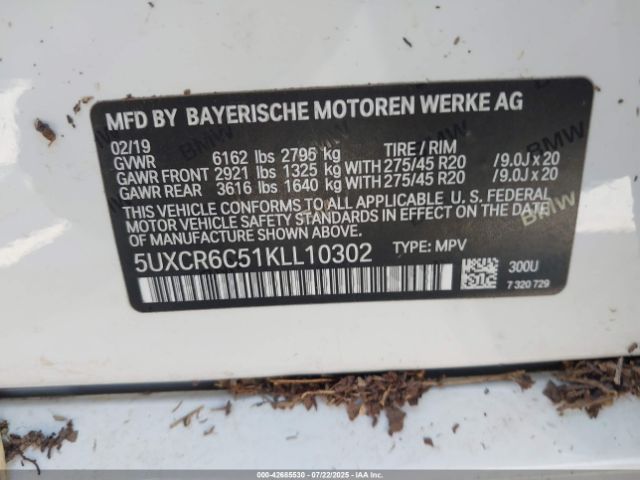 MFD BY BAYERISCHE MOTOREN WERKE AG
02/19
GVWR 6162 lbs 2795 kg TIRE / RIM
GAWR FRONT 2921 lbs 1325 kg WITH 275/45 R20 /9.0J x 20
GAWR REAR 3616 lbs 1640 kg WITH 275/45 R20 /9.0J x 20
THIS VEHICLE CONFORMS TO ALL APPLICABLE U. S. FEDERAL
MOTOR VEHICLE SAFETY STANDARDS IN EFFECT ON THE DATE
OF MANUFACTURE SHOWN ABOVE.
5UXCR6C51KLL10302 TYPE: MPV
300U
7 320 729
000-42685530 07/22/2025 IAA Inc.